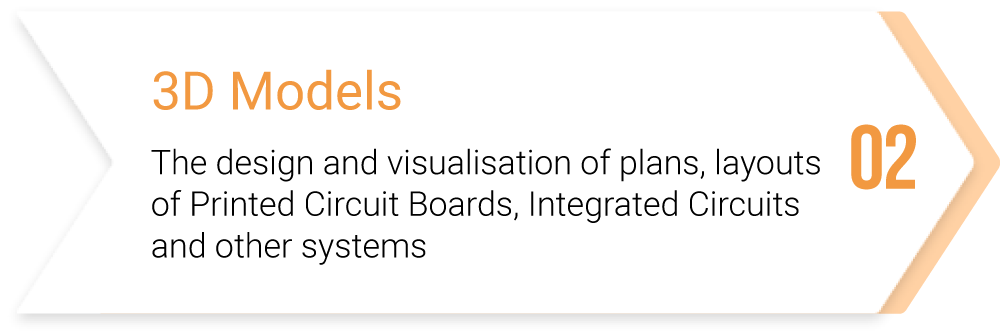 3D Models
The design and visualisation of plans, layouts
of Printed Circuit Boards, Integrated Circuits
and other systems
02